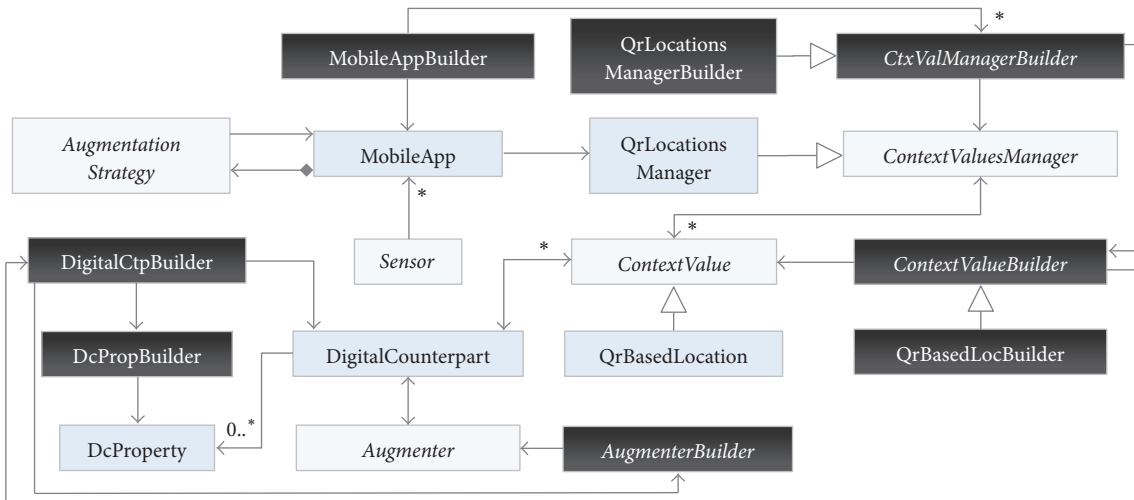 *
MobileAppBuilder
QrLocations
ManagerBuilder
CtxValManagerBuilder
Augmentation
Strategy
MobileApp
QrLocations
Manager
ContextValuesManager
*
*
*
DigitalCtpBuilder
Sensor
ContextValue
ContextValueBuilder
DcPropBuilder
DigitalCounterpart
QrBasedLocation
QrBasedLocBuilder
0..*
DcProperty
Augmenter
AugmenterBuilder